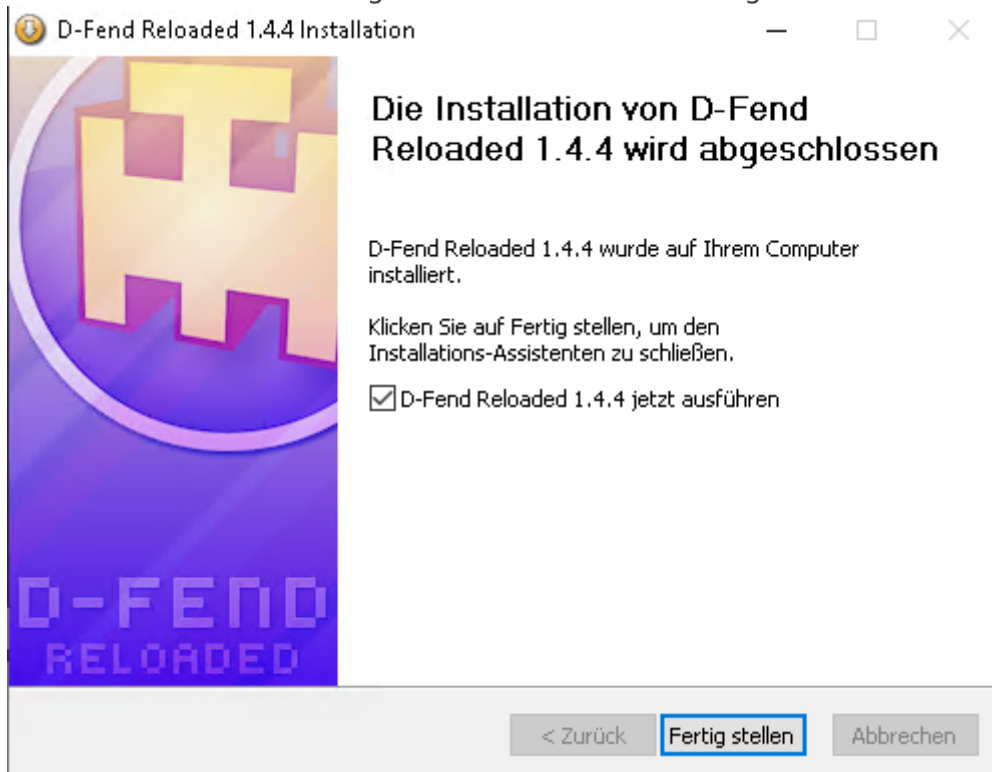 D-Fend Reloaded 1.4.4 Installation
Die Installation von D-Fend
Reloaded 1.4.4 wird abgeschlossen
D-Fend Reloaded 1.4.4 wurde auf Ihrem Computer
installiert.
Klicken Sie auf Fertig stellen, um den
Installations-Assistenten zu schließen.
D-Fend Reloaded 1.4.4 jetzt ausführen
D-FEND
RELOADED
< Zurück
Fertig stellen
Abbrechen